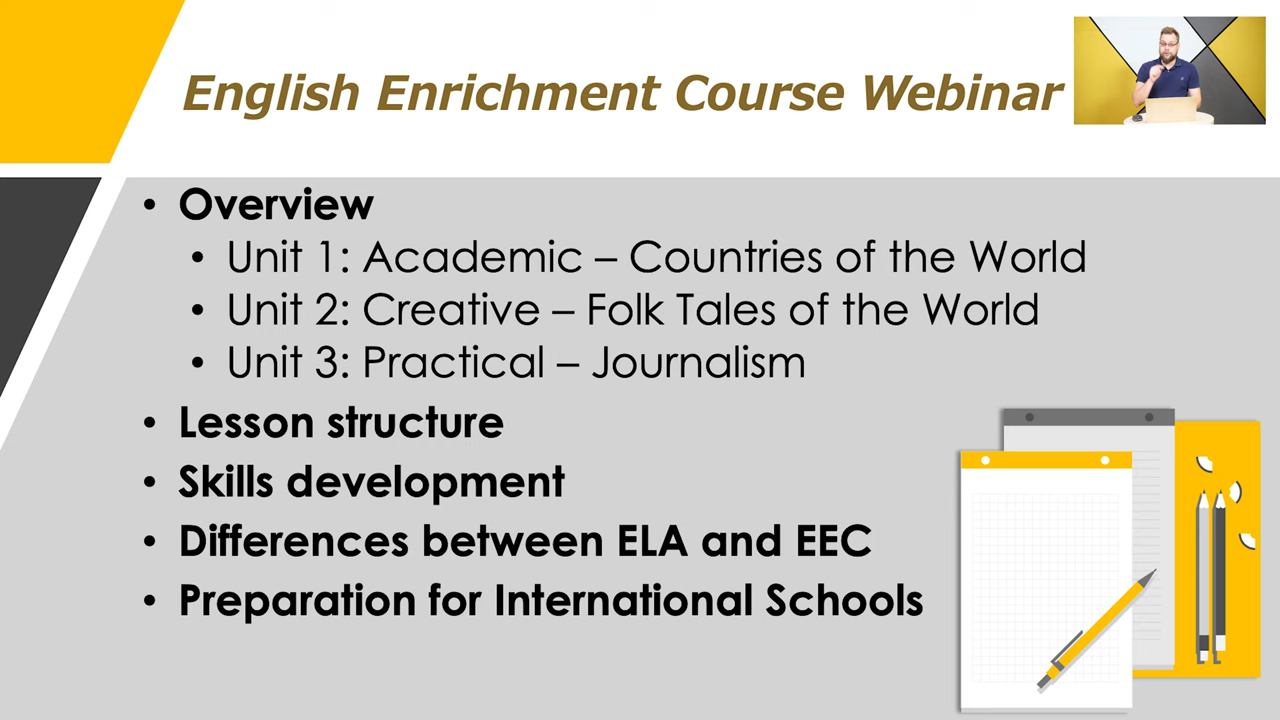 English Enrichment Course Webinar
• Overview
• Unit 1: Academic – Countries of the World
• Unit 2: Creative – Folk Tales of the World
• Unit 3: Practical – Journalism
• Lesson structure
• Skills development
• Differences between ELA and EEC
• Preparation for International Schools